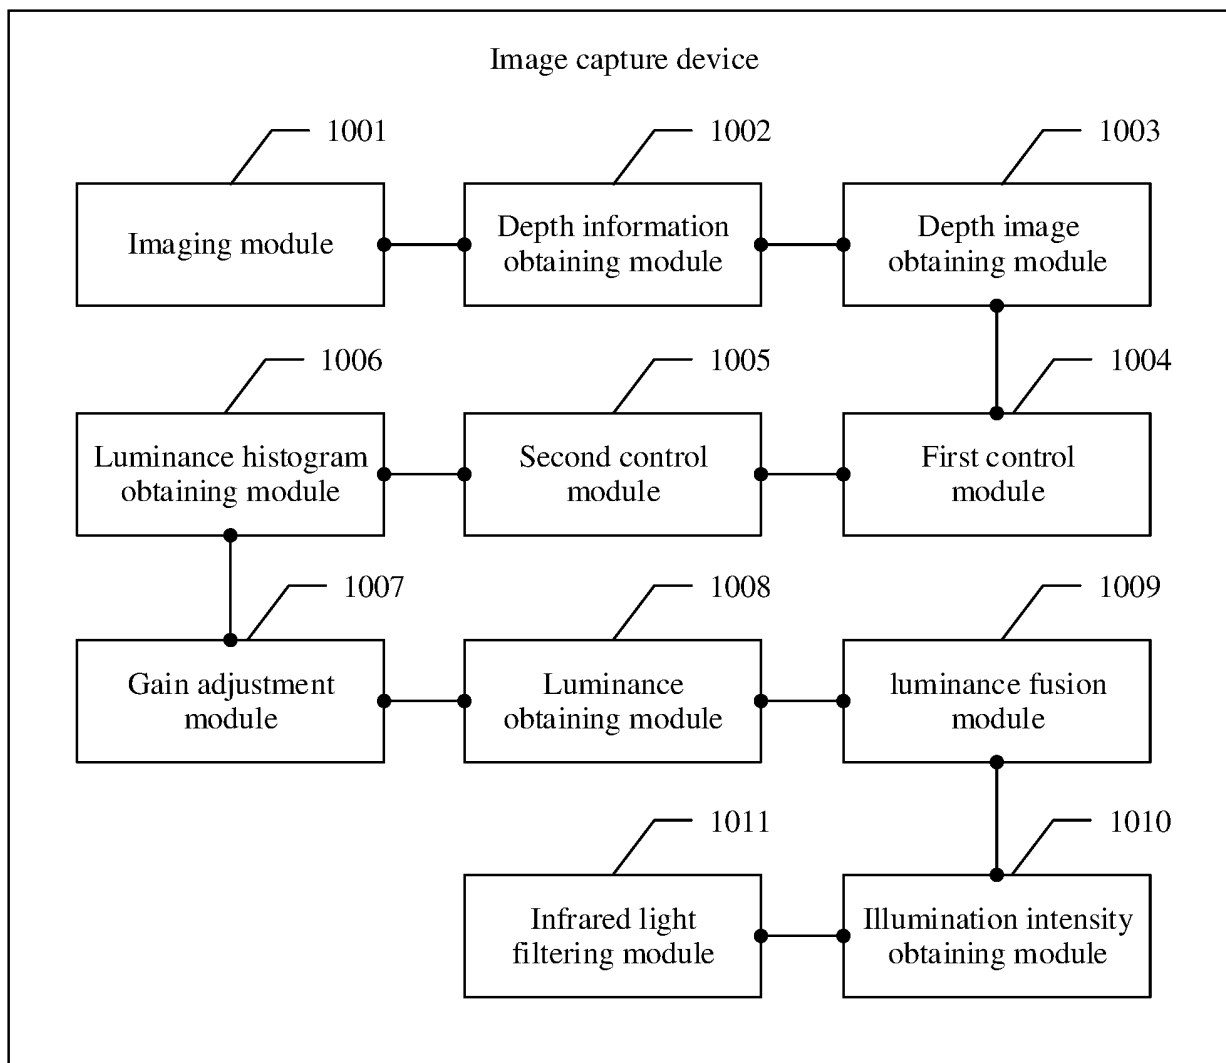 Image capture device
1001
1002
1003
Imaging module
Depth information
obtaining module
Depth image
obtaining module
1006
1005
1004
Luminance histogram
obtaining module
Second control
module
First control
module
1007
1008
1009
Gain adjustment
module
Luminance
obtaining module
luminance fusion
module
1011
1010
Infrared light
filtering module
Illumination intensity
obtaining module